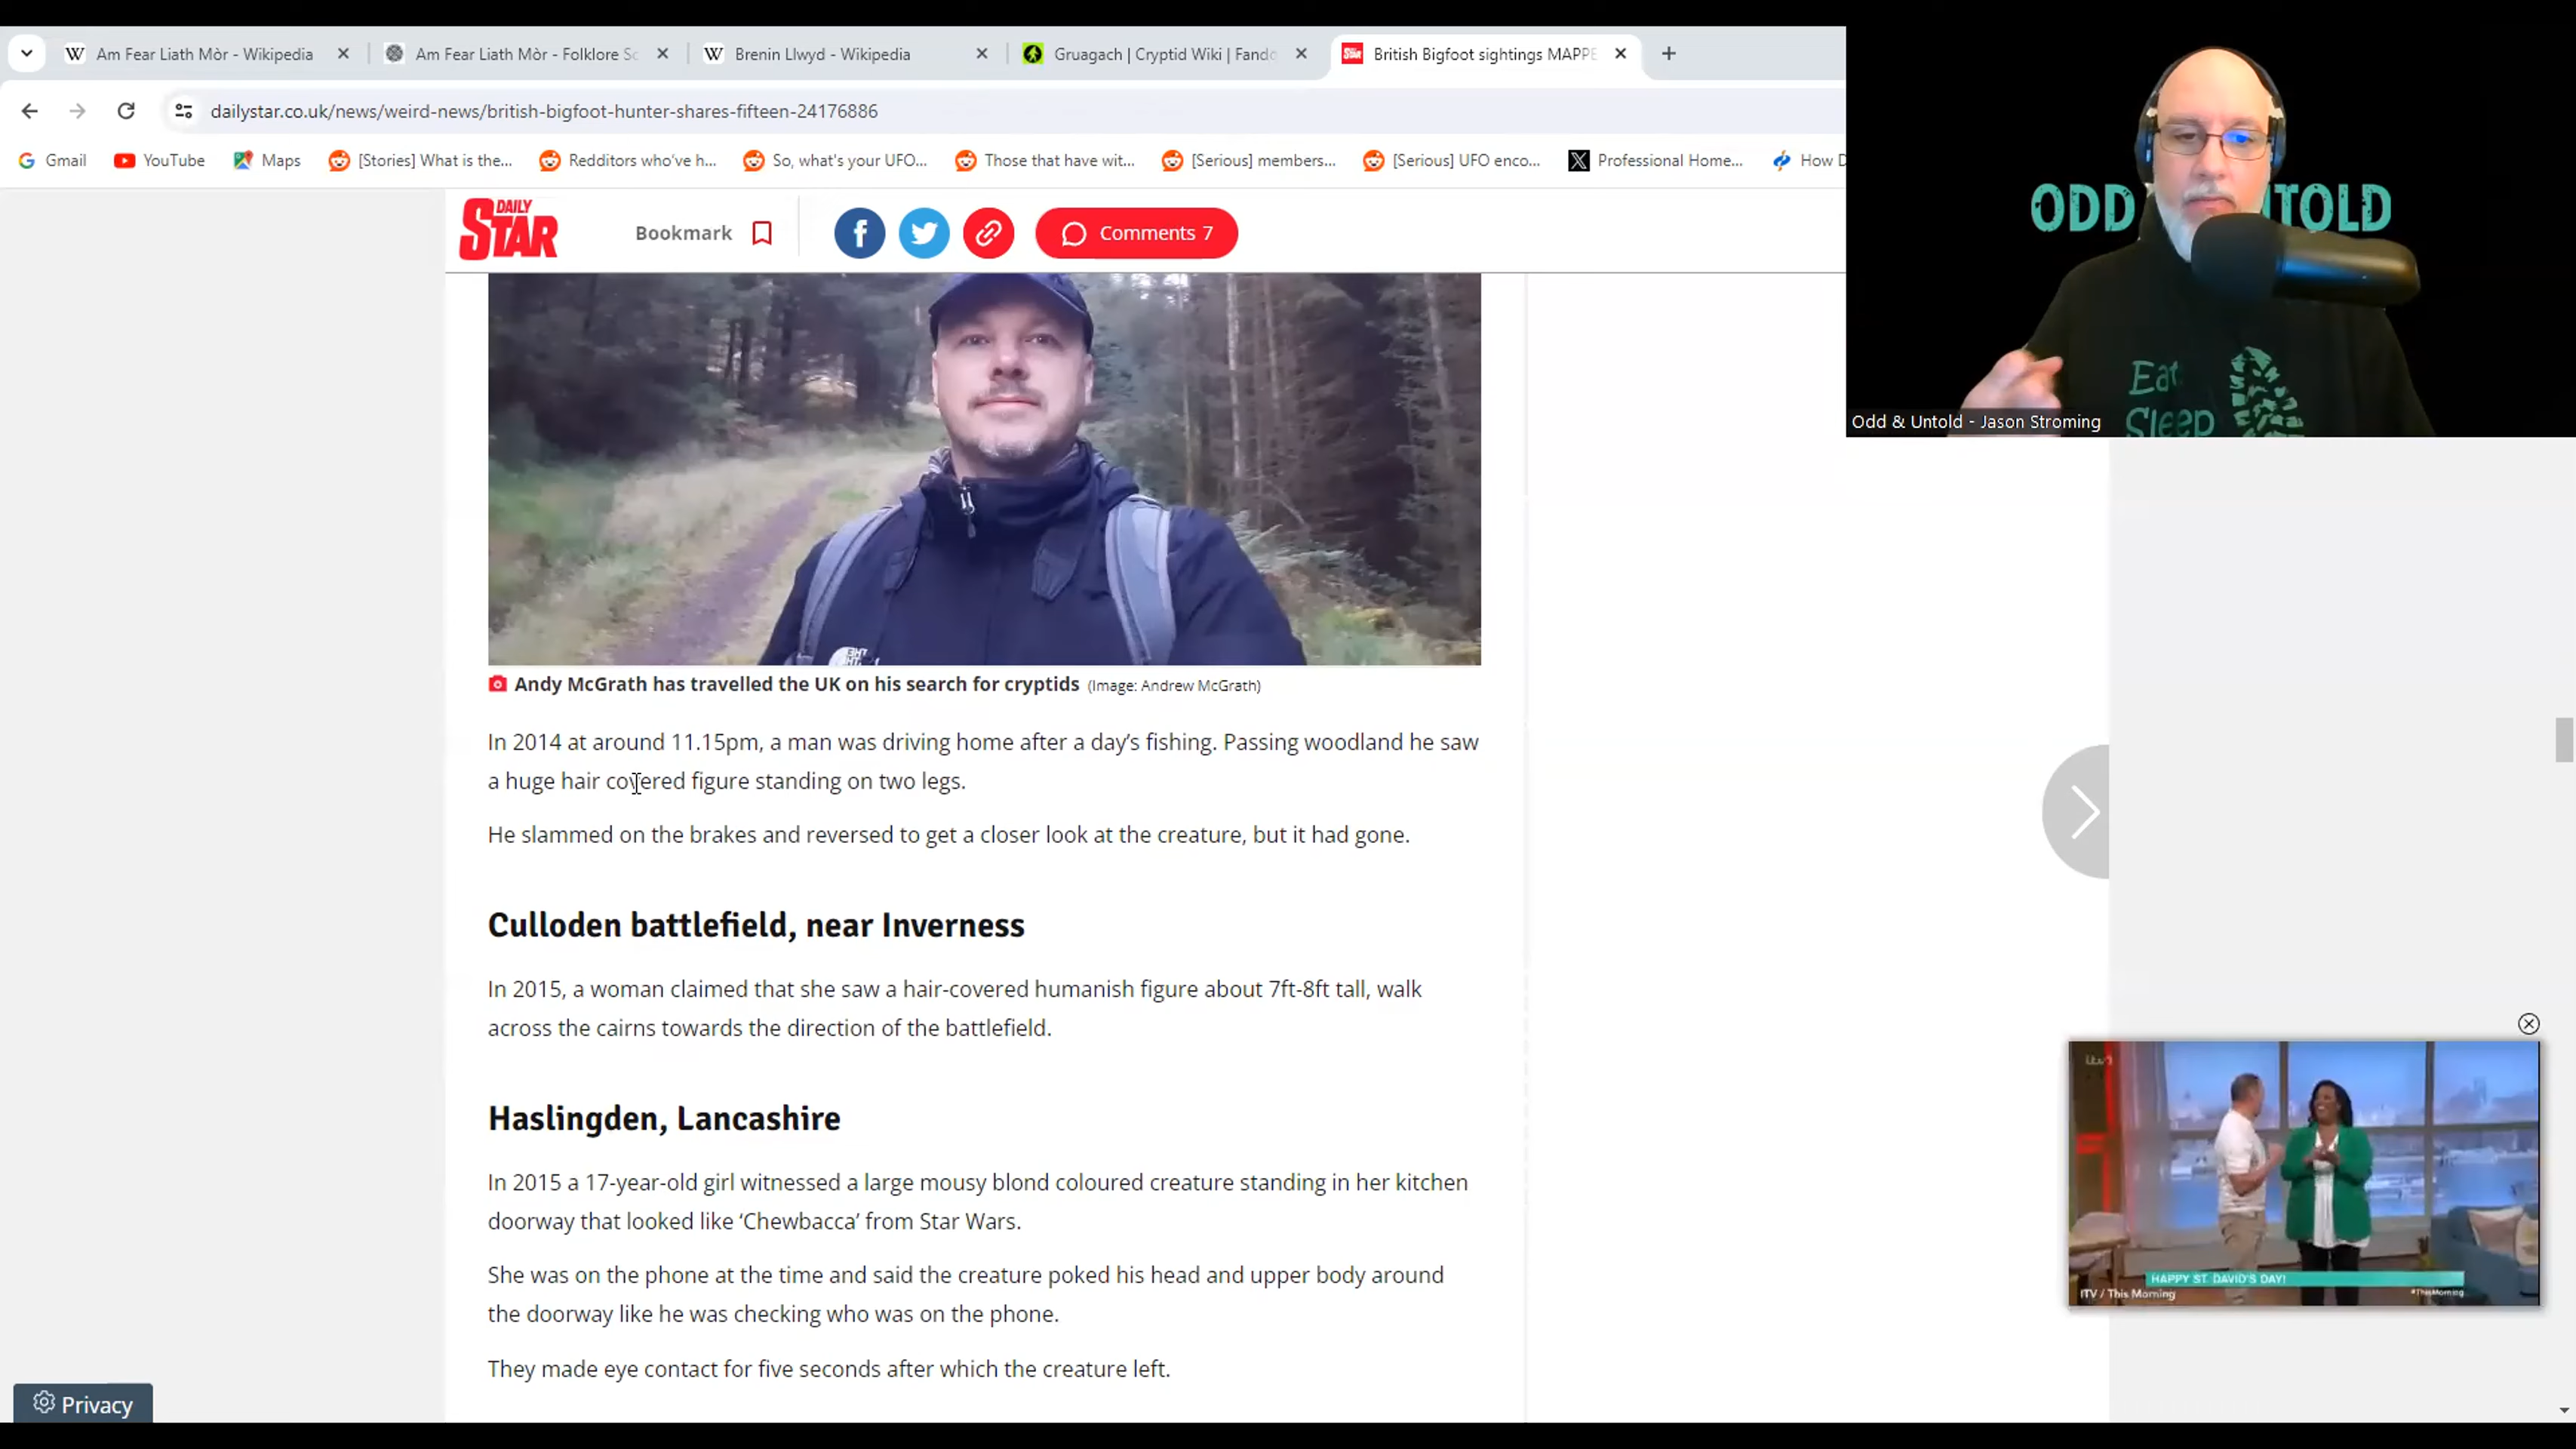 Am Fear Liath Mòr - Wikipedia
Am Fear Liath Mòr - Folklore Sc
Brenin Llwyd - Wikipedia
Gruagach | Cryptid Wiki | Fando
British Bigfoot sightings MAPPE
dailystar.co.uk/news/weird-news/british-bigfoot-hunter-shares-fifteen-24176886
Gmail
YouTube
Maps
[Stories] What is the...
Redditors who've h...
So, what's your UFO...
Those that have wit...
[Serious] members...
[Serious] UFO enco...
Professional Home...
How D
DAILY
STAR
Bookmark
Comments 7
ODD
TOLD
Eat
Sleep
Odd & Untold - Jason Stroming
Andy McGrath has travelled the UK on his search for cryptids (Image: Andrew McGrath)
In 2014 at around 11.15pm, a man was driving home after a day's fishing. Passing woodland he saw
a huge hair covered figure standing on two legs.
He slammed on the brakes and reversed to get a closer look at the creature, but it had gone.
Culloden battlefield, near Inverness
In 2015, a woman claimed that she saw a hair-covered humanish figure about 7ft-8ft tall, walk
across the cairns towards the direction of the battlefield.
Haslingden, Lancashire
In 2015 a 17-year-old girl witnessed a large mousy blond coloured creature standing in her kitchen
doorway that looked like ‘Chewbacca’ from Star Wars.
She was on the phone at the time and said the creature poked his head and upper body around
the doorway like he was checking who was on the phone.
They made eye contact for five seconds after which the creature left.
HAPPY ST. DAVID'S DAY!
ITV / This Morning
#ThisMorning
Privacy